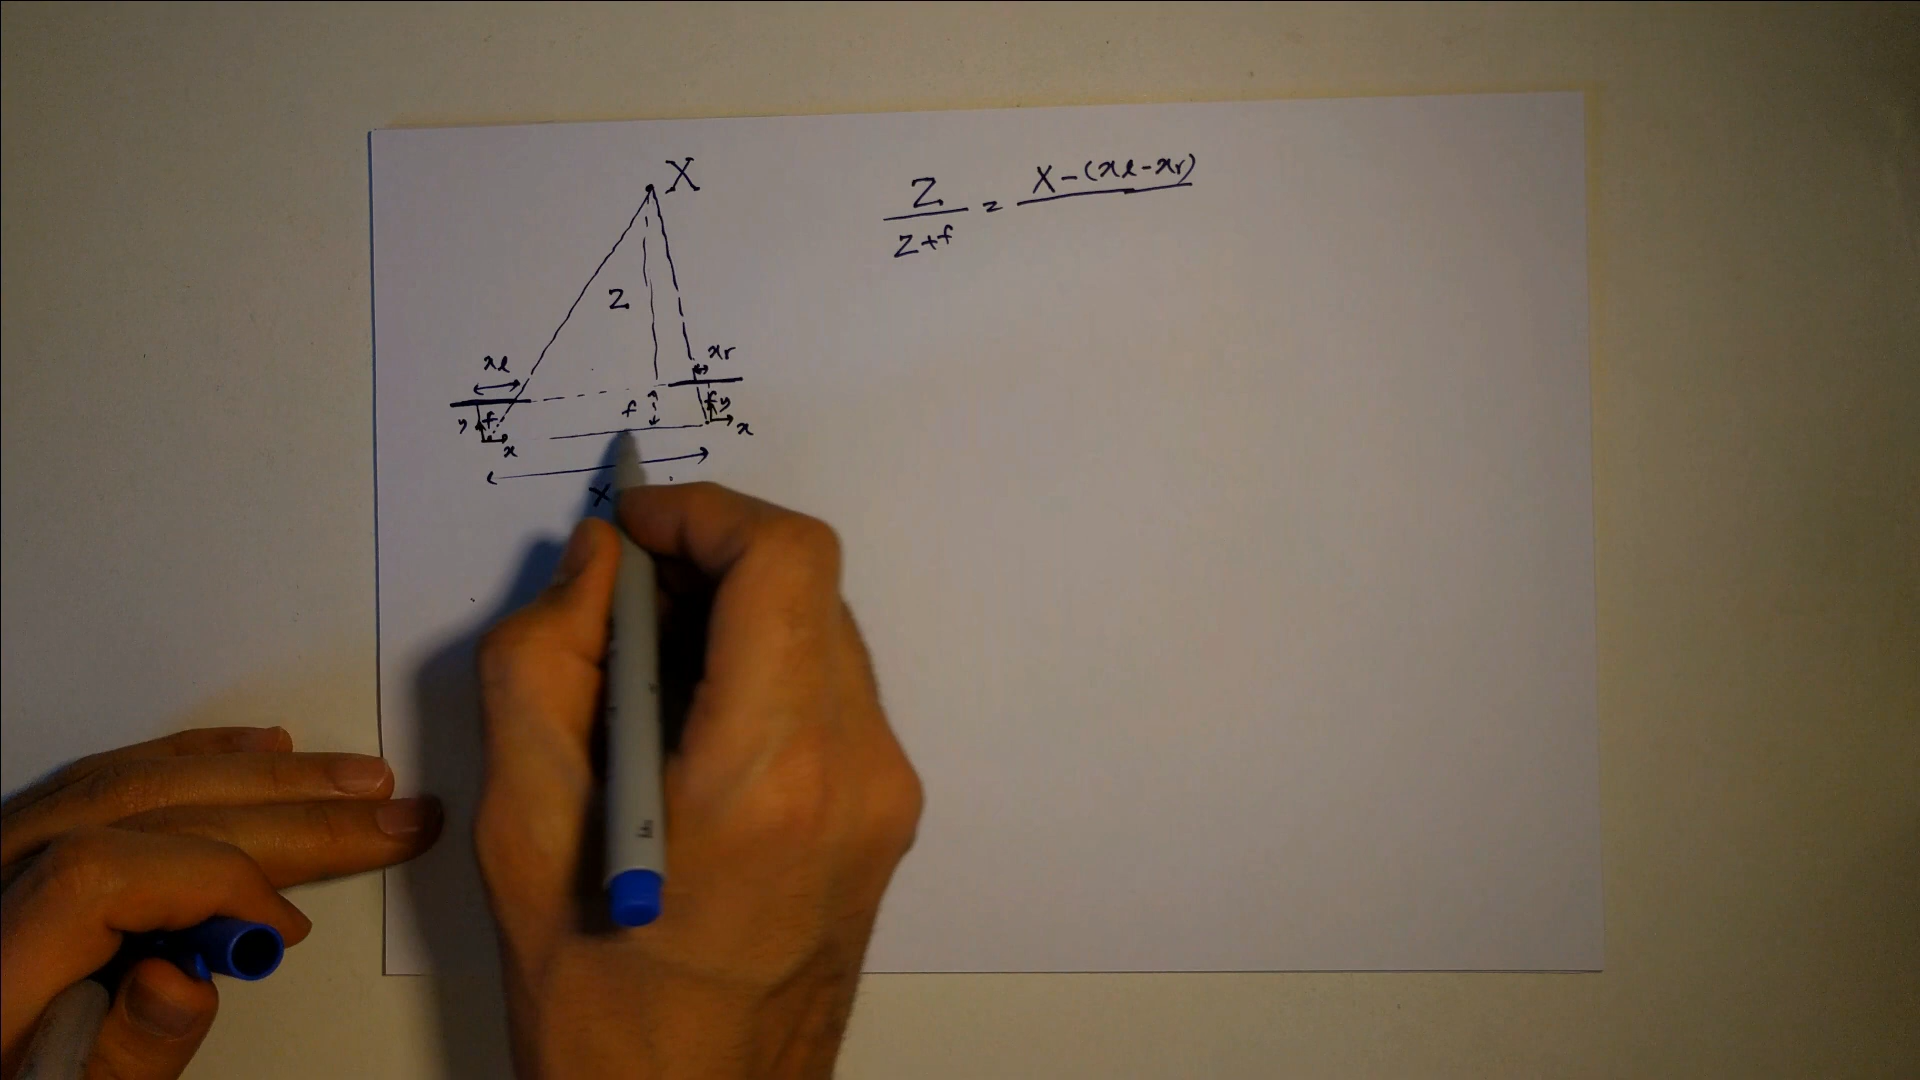 X
Z / Z+f = X-(xl-xr) /
Z
xl
xr
f
y f
f y
x
x
X